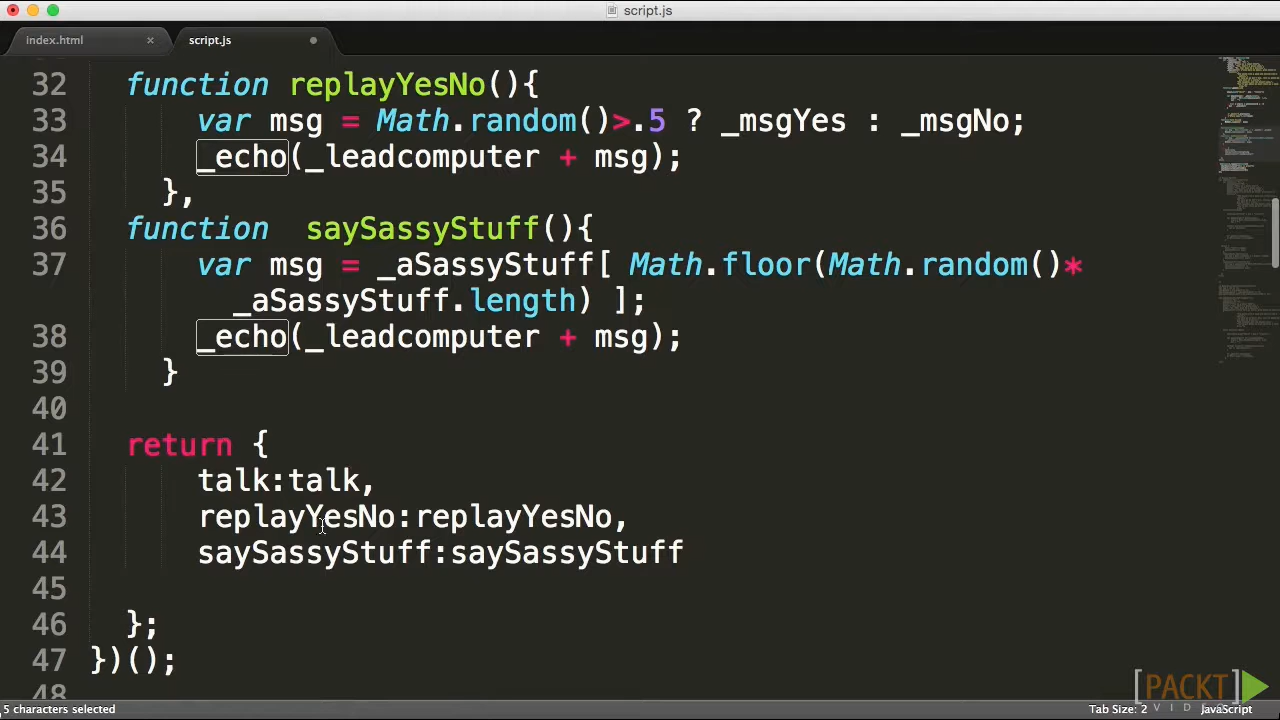 script.js
index.html × script.js
32 function replayYesNo(){
33 var msg = Math.random()>.5 ? _msgYes : _msgNo;
34 _echo(_leadcomputer + msg);
35 },
36 function  saySassyStuff(){
37 var msg = _aSassyStuff[ Math.floor(Math.random()*
_aSassyStuff.length) ];
38 _echo(_leadcomputer + msg);
39 }
40
41 return {
42 talk:talk,
43 replayYesNo:replayYesNo,
44 saySassyStuff:saySassyStuff
45
46 };
47 })();
48
[PACKT]
VIDEO
5 characters selected Tab Size: 2 JavaScript